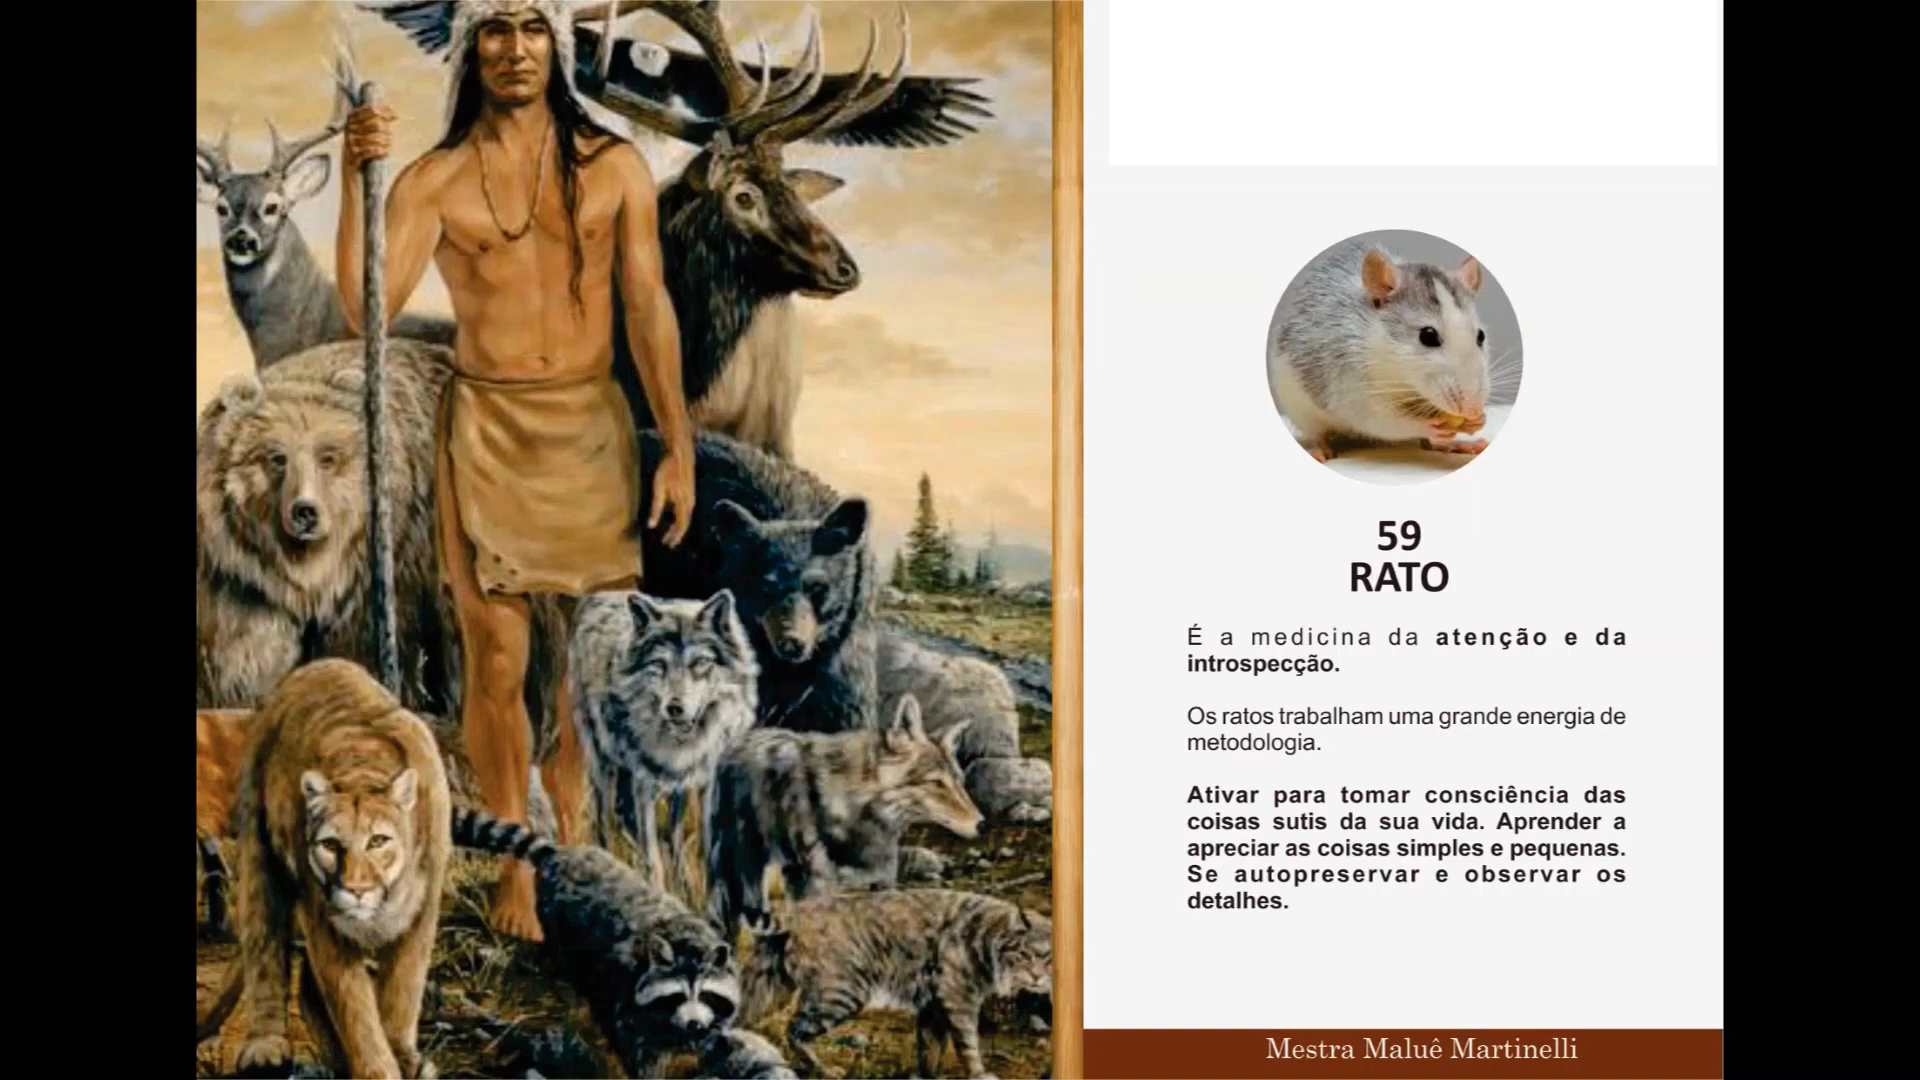 59
RATO
É a medicina da atenção e da
introspecção.
Os ratos trabalham uma grande energia de
metodologia.
Ativar para tomar consciência das
coisas sutis da sua vida. Aprender a
apreciar as coisas simples e pequenas.
Se autopreservar e observar os
detalhes.
Mestra Maluê Martinelli